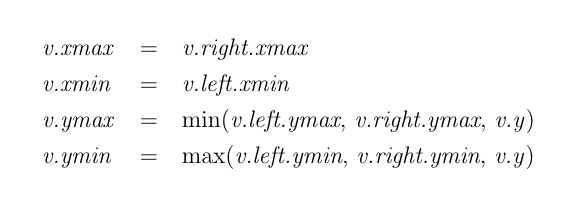 v.xmax = v.right.xmax
v.xmin = v.left.xmin
v.ymax = min(v.left.ymax, v.right.ymax, v.y)
v.ymin = max(v.left.ymin, v.right.ymin, v.y)